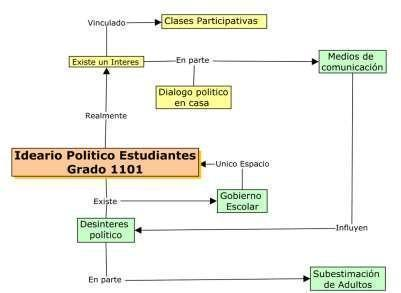 Vinculado
Clases Participativas
Existe un Interes
En parte
Medios de
comunicación
Dialogo politico
en casa
Realmente
Ideario Politico Estudiantes
Grado 1101
Unico Espacio
Existe
Gobierno
Escolar
Desinteres
político
Influyen
En parte
Subestimación
de Adultos